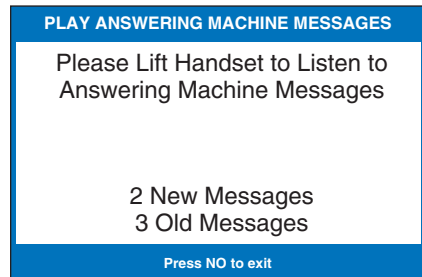 PLAY ANSWERING MACHINE MESSAGES
Please Lift Handset to Listen to
Answering Machine Messages
2 New Messages
3 Old Messages
Press NO to exit